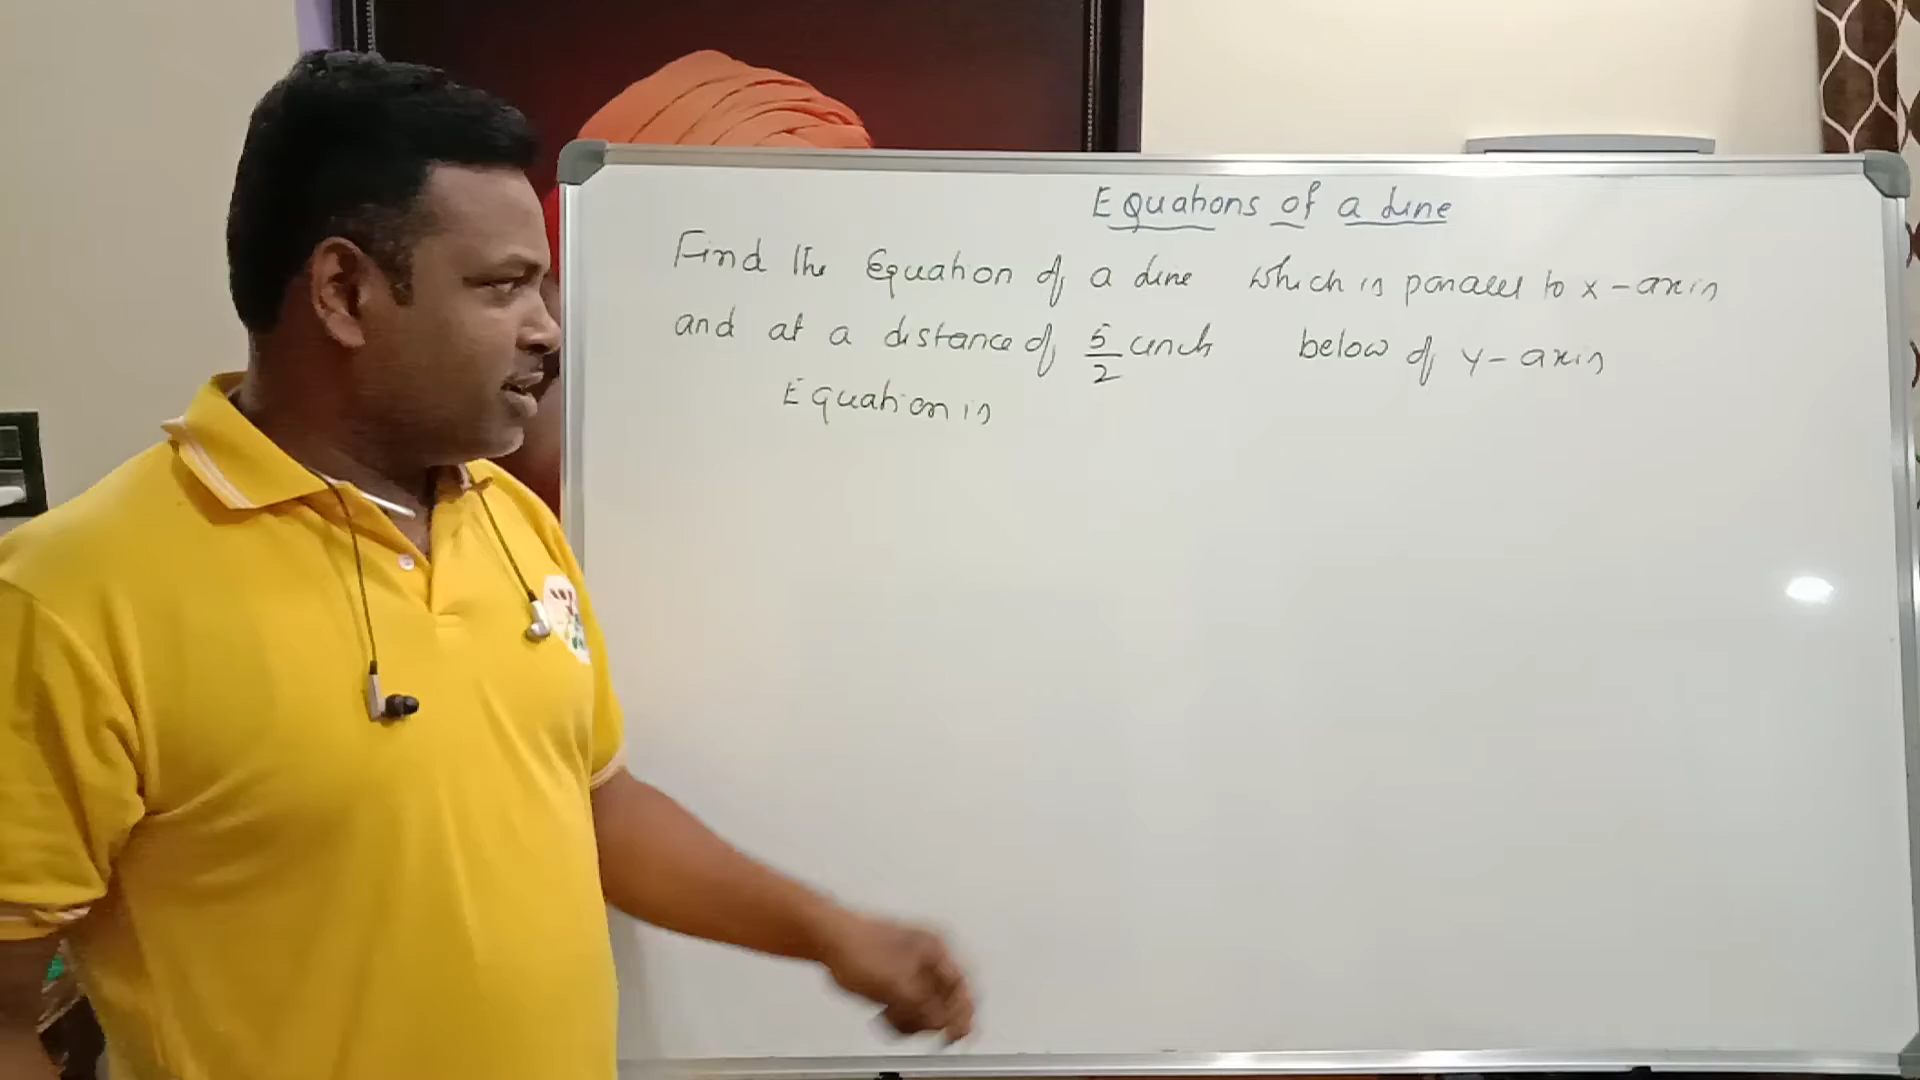 Equations of a line
Find the Equation of a line which is parallel to x-axis
and at a distance of 5/2 units below of y-axis
Equation is